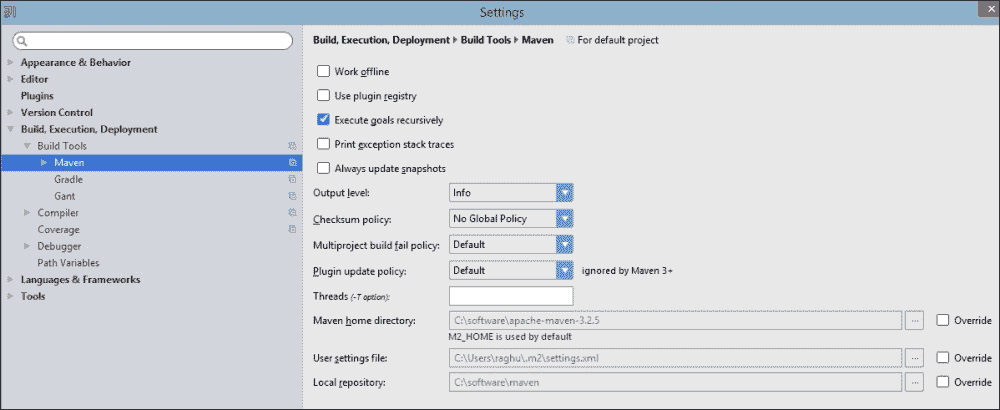 Settings
Appearance & Behavior
Editor
Plugins
Version Control
Build, Execution, Deployment
Build Tools
Maven
Gradle
Gant
Compiler
Coverage
Debugger
Path Variables
Languages & Frameworks
Tools
Build, Execution, Deployment Build Tools Maven For default project
Work offline
Use plugin registry
Execute goals recursively
Print exception stack traces
Always update snapshots
Output level: Info
Checksum policy: No Global Policy
Multiproject build fail policy: Default
Plugin update policy: Default ignored by Maven 3+
Threads (-T option):
Maven home directory: C:\software\apache-maven-3.2.5 ... Override
M2_HOME is used by default
User settings file: C:\Users\raghu\.m2\settings.xml ... Override
Local repository: C:\software\maven ... Override